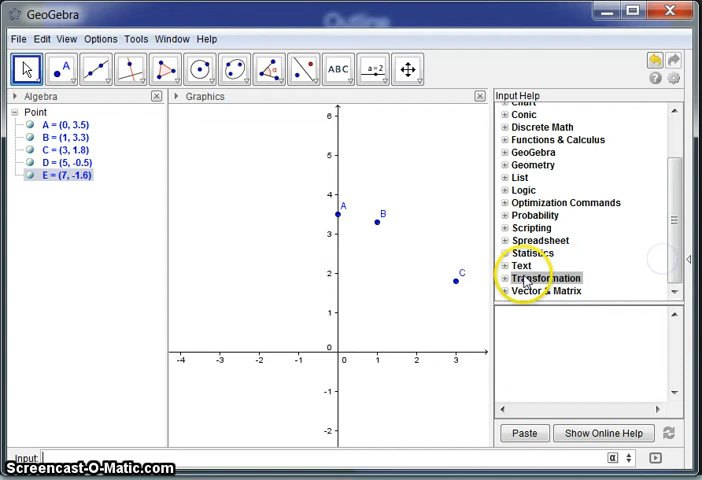 Outline
GeoGebra
File Edit View Options Tools Window Help
A
ABC
a=2
Algebra
Graphics
Input Help
Point
A = (0, 3.5)
B = (1, 3.3)
C = (3, 1.8)
D = (5, -0.5)
E = (7, -1.6)
6
5
4
3
2
1
0
-1
-2
-4 -3 -2 -1 0 1 2 3
A
B
C
Chart
Conic
Discrete Math
Functions & Calculus
GeoGebra
Geometry
List
Logic
Optimization Commands
Probability
Scripting
Spreadsheet
Statistics
Text
Transformation
Vector & Matrix
Paste
Show Online Help
Input:
α
Screencast-O-Matic.com